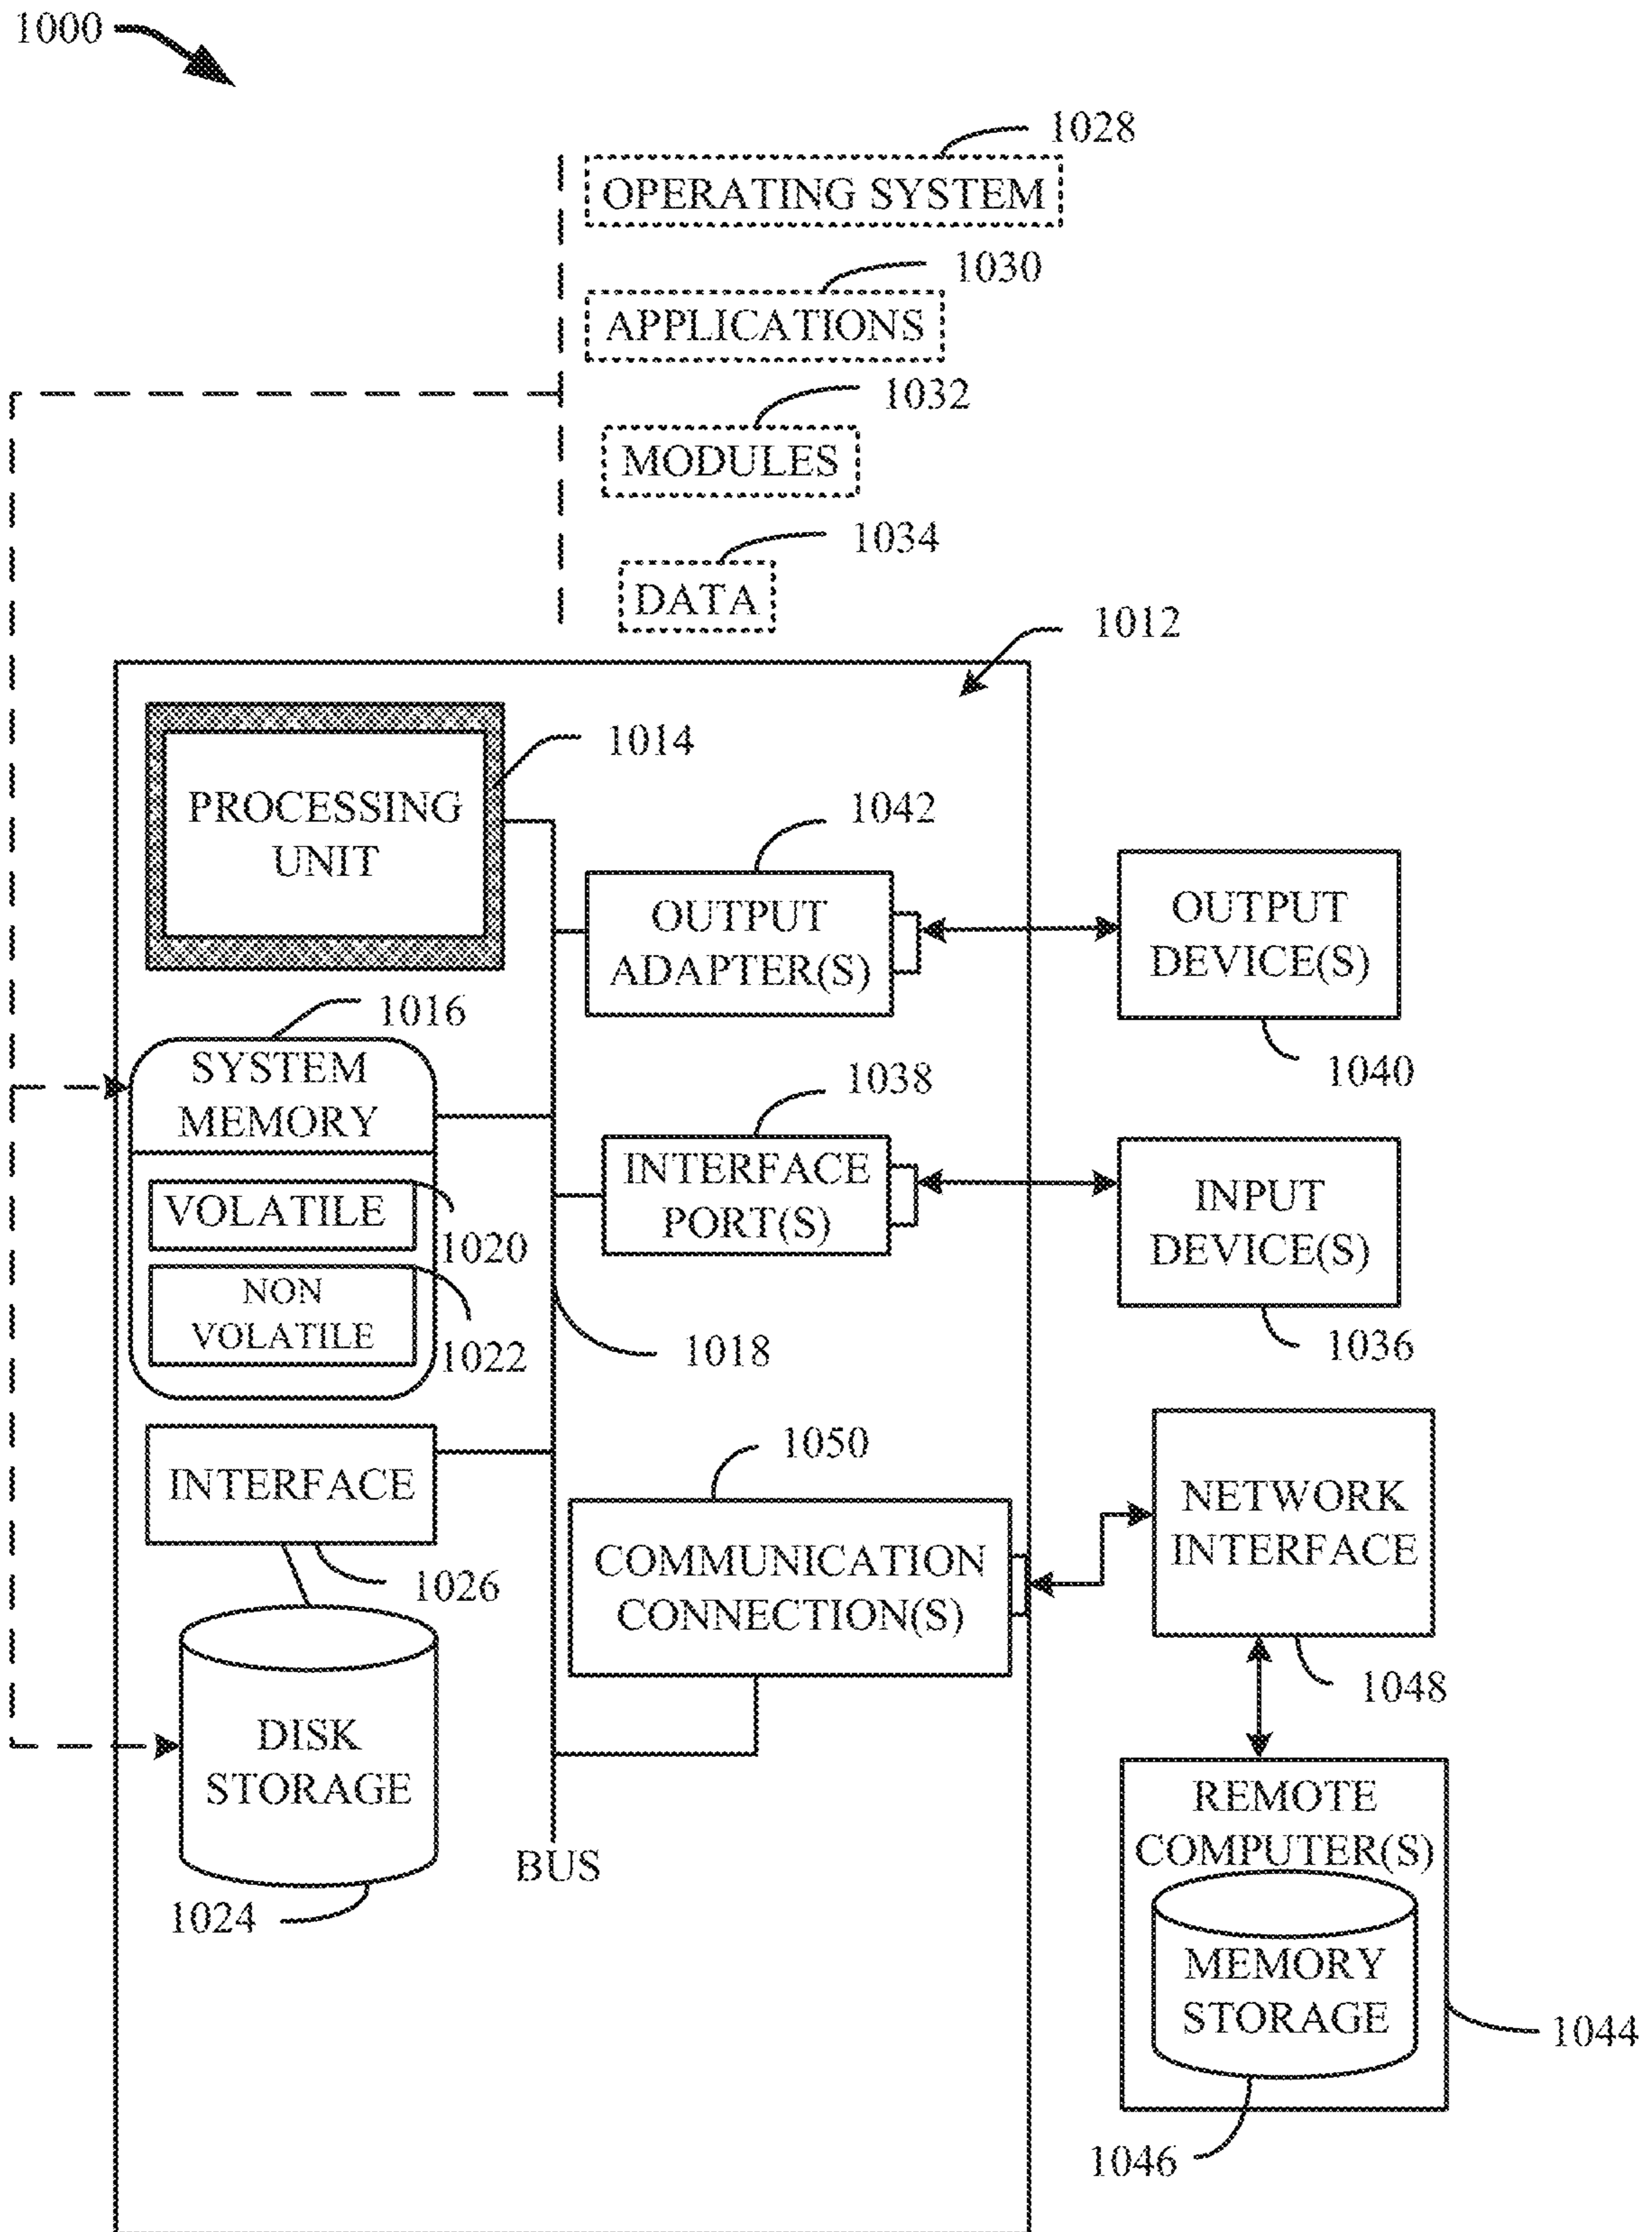 1000
1028
OPERATING SYSTEM
1030
APPLICATIONS
1032
MODULES
1034
DATA
1012
1014
PROCESSING
UNIT
1042
OUTPUT
ADAPTER(S)
OUTPUT
DEVICE(S)
1040
1016
SYSTEM
MEMORY
VOLATILE
1020
NON
VOLATILE
1022
1038
INTERFACE
PORT(S)
INPUT
DEVICE(S)
1036
1018
INTERFACE
1026
1050
COMMUNICATION
CONNECTION(S)
NETWORK
INTERFACE
1048
DISK
STORAGE
1024
BUS
REMOTE
COMPUTER(S)
MEMORY
STORAGE
1044
1046